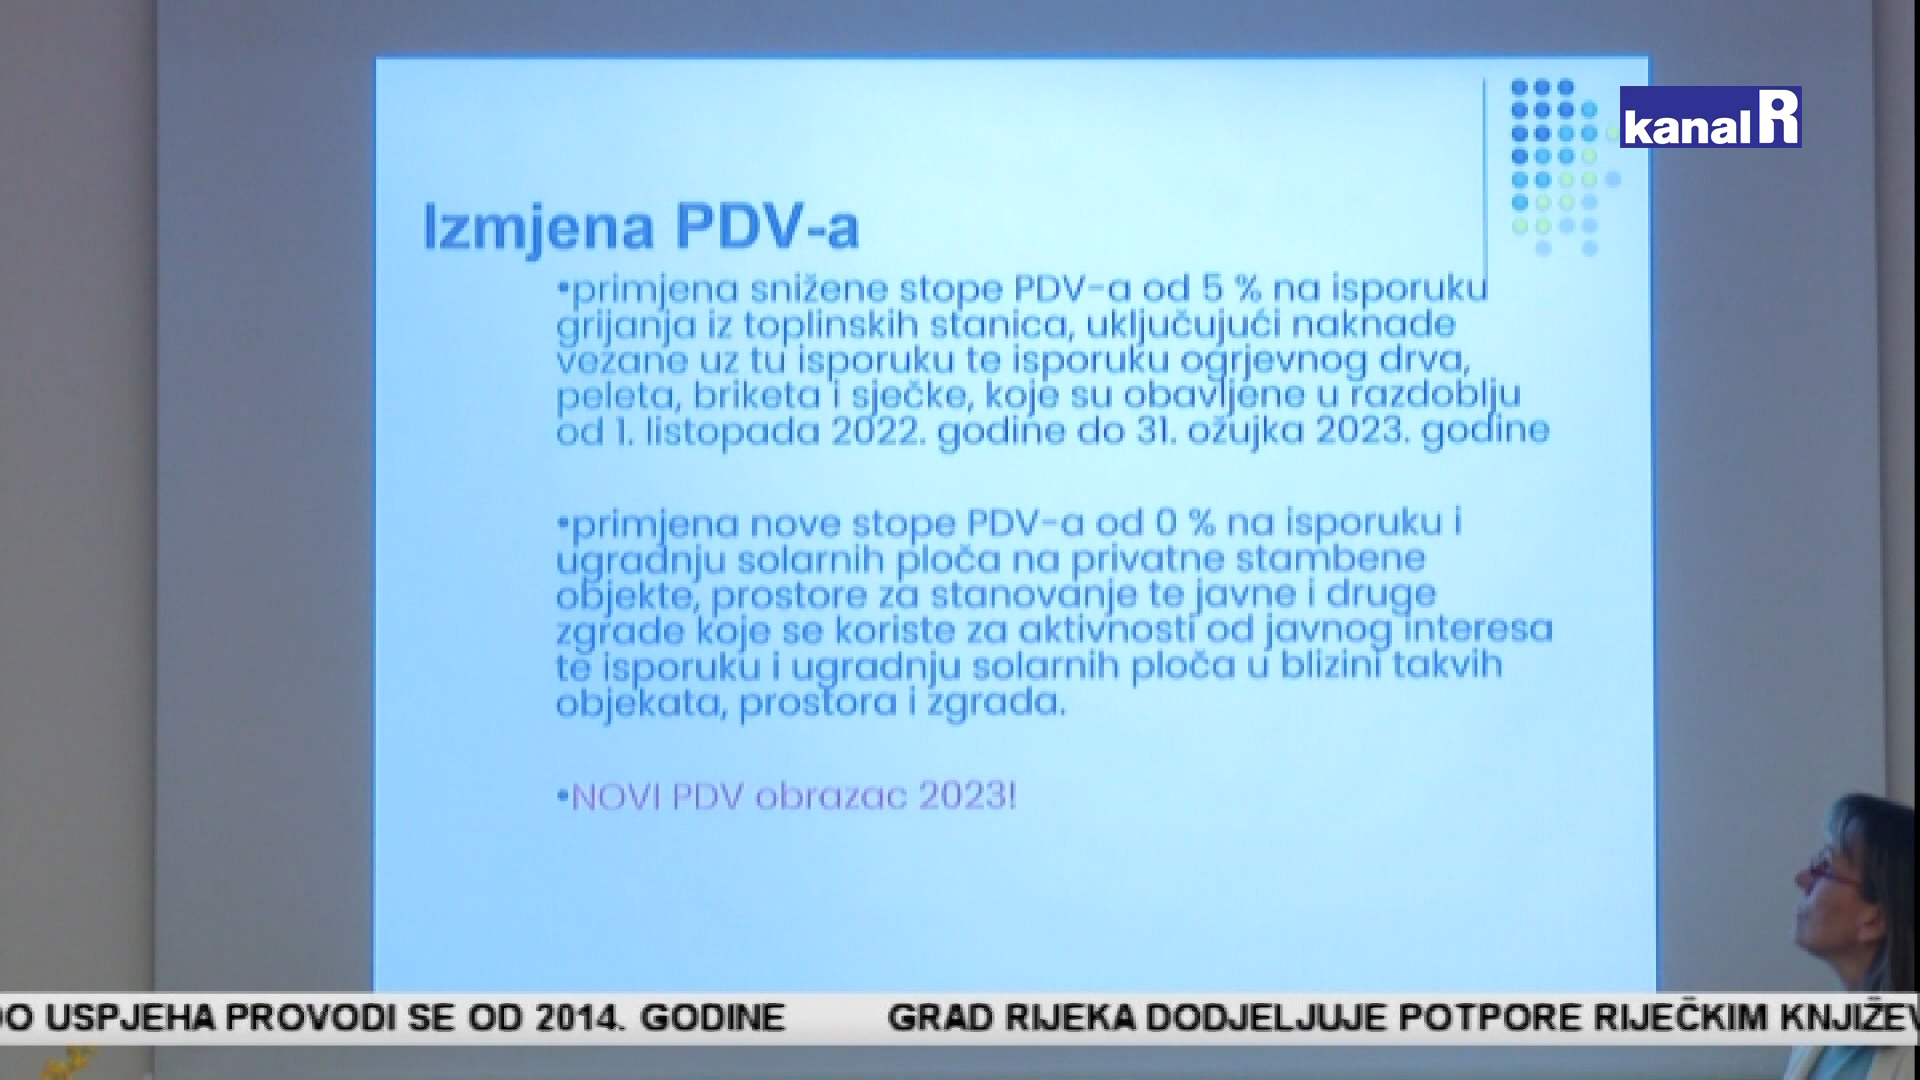 kanal R
Izmjena PDV-a
•primjena snižene stope PDV-a od 5 % na isporuku
grijanja iz toplinskih stanica, uključujući naknade
vezane uz tu isporuku te isporuku ogrjevnog drva,
peleta, briketa i sječke, koje su obavljene u razdoblju
od 1. listopada 2022. godine do 31. ožujka 2023. godine
•primjena nove stope PDV-a od 0 % na isporuku i
ugradnju solarnih ploča na privatne stambene
objekte, prostore za stanovanje te javne i druge
zgrade koje se koriste za aktivnosti od javnog interesa
te isporuku i ugradnju solarnih ploča u blizini takvih
objekata, prostora i zgrada.
•NOVI PDV obrazac 2023!
DO USPJEHA PROVODI SE OD 2014. GODINE GRAD RIJEKA DODJELJUJE POTPORE RIJEČKIM